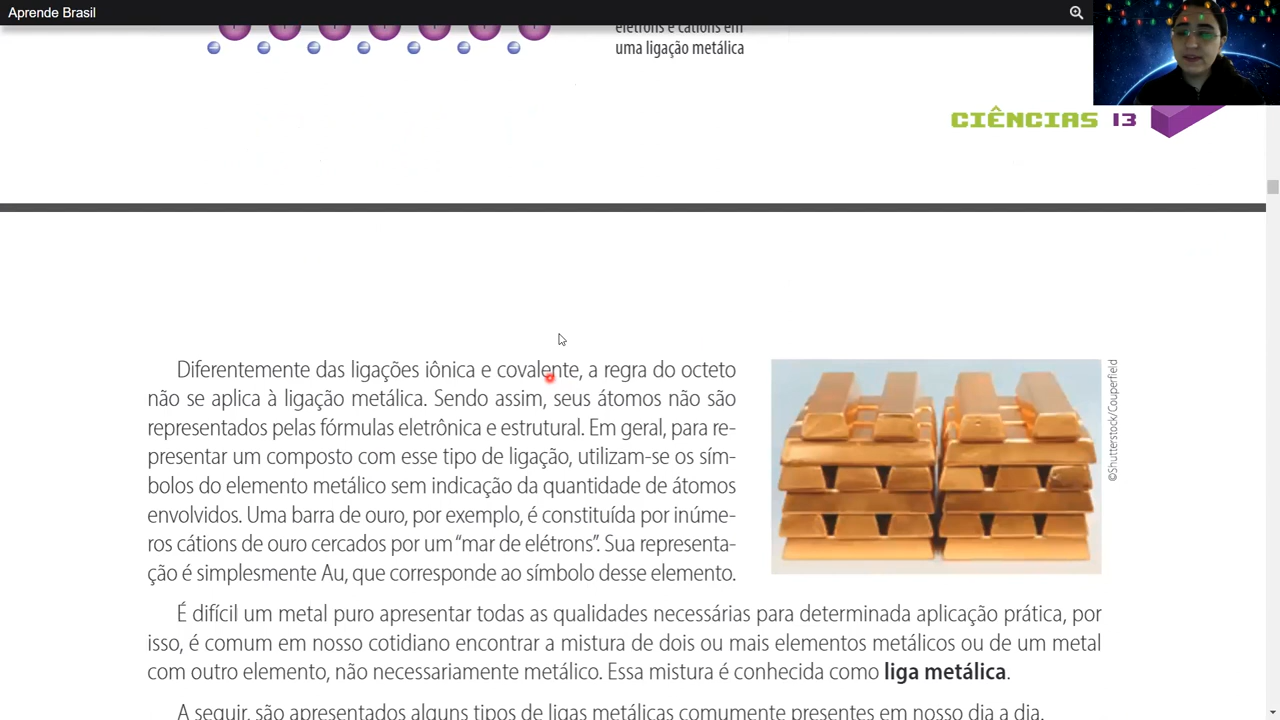 Aprende Brasil
elétrons e cátions em
uma ligação metálica
CIÊNCIAS 13
Diferentemente das ligações iônica e covalente, a regra do octeto
não se aplica à ligação metálica. Sendo assim, seus átomos não são
representados pelas fórmulas eletrônica e estrutural. Em geral, para re-
presentar um composto com esse tipo de ligação, utilizam-se os sím-
bolos do elemento metálico sem indicação da quantidade de átomos
envolvidos. Uma barra de ouro, por exemplo, é constituída por inúme-
ros cátions de ouro cercados por um “mar de elétrons”. Sua representa-
ção é simplesmente Au, que corresponde ao símbolo desse elemento.
©Shutterstock/Couperfield
É difícil um metal puro apresentar todas as qualidades necessárias para determinada aplicação prática, por
isso, é comum em nosso cotidiano encontrar a mistura de dois ou mais elementos metálicos ou de um metal
com outro elemento, não necessariamente metálico. Essa mistura é conhecida como liga metálica.
A seguir, são apresentados alguns tipos de ligas metálicas comumente presentes em nosso dia a dia.